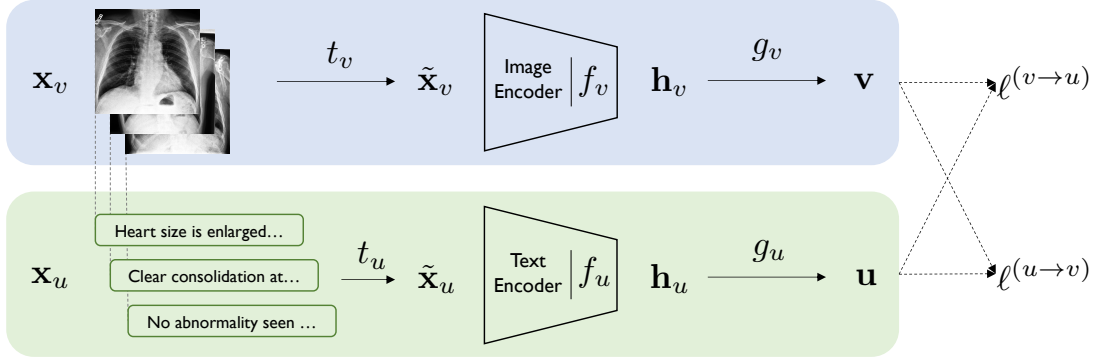 x_v
t_v
x̃_v
Image
Encoder
f_v
h_v
g_v
v
ℓ^(v→u)
x_u
Heart size is enlarged…
Clear consolidation at…
No abnormality seen …
t_u
x̃_u
Text
Encoder
f_u
h_u
g_u
u
ℓ^(u→v)